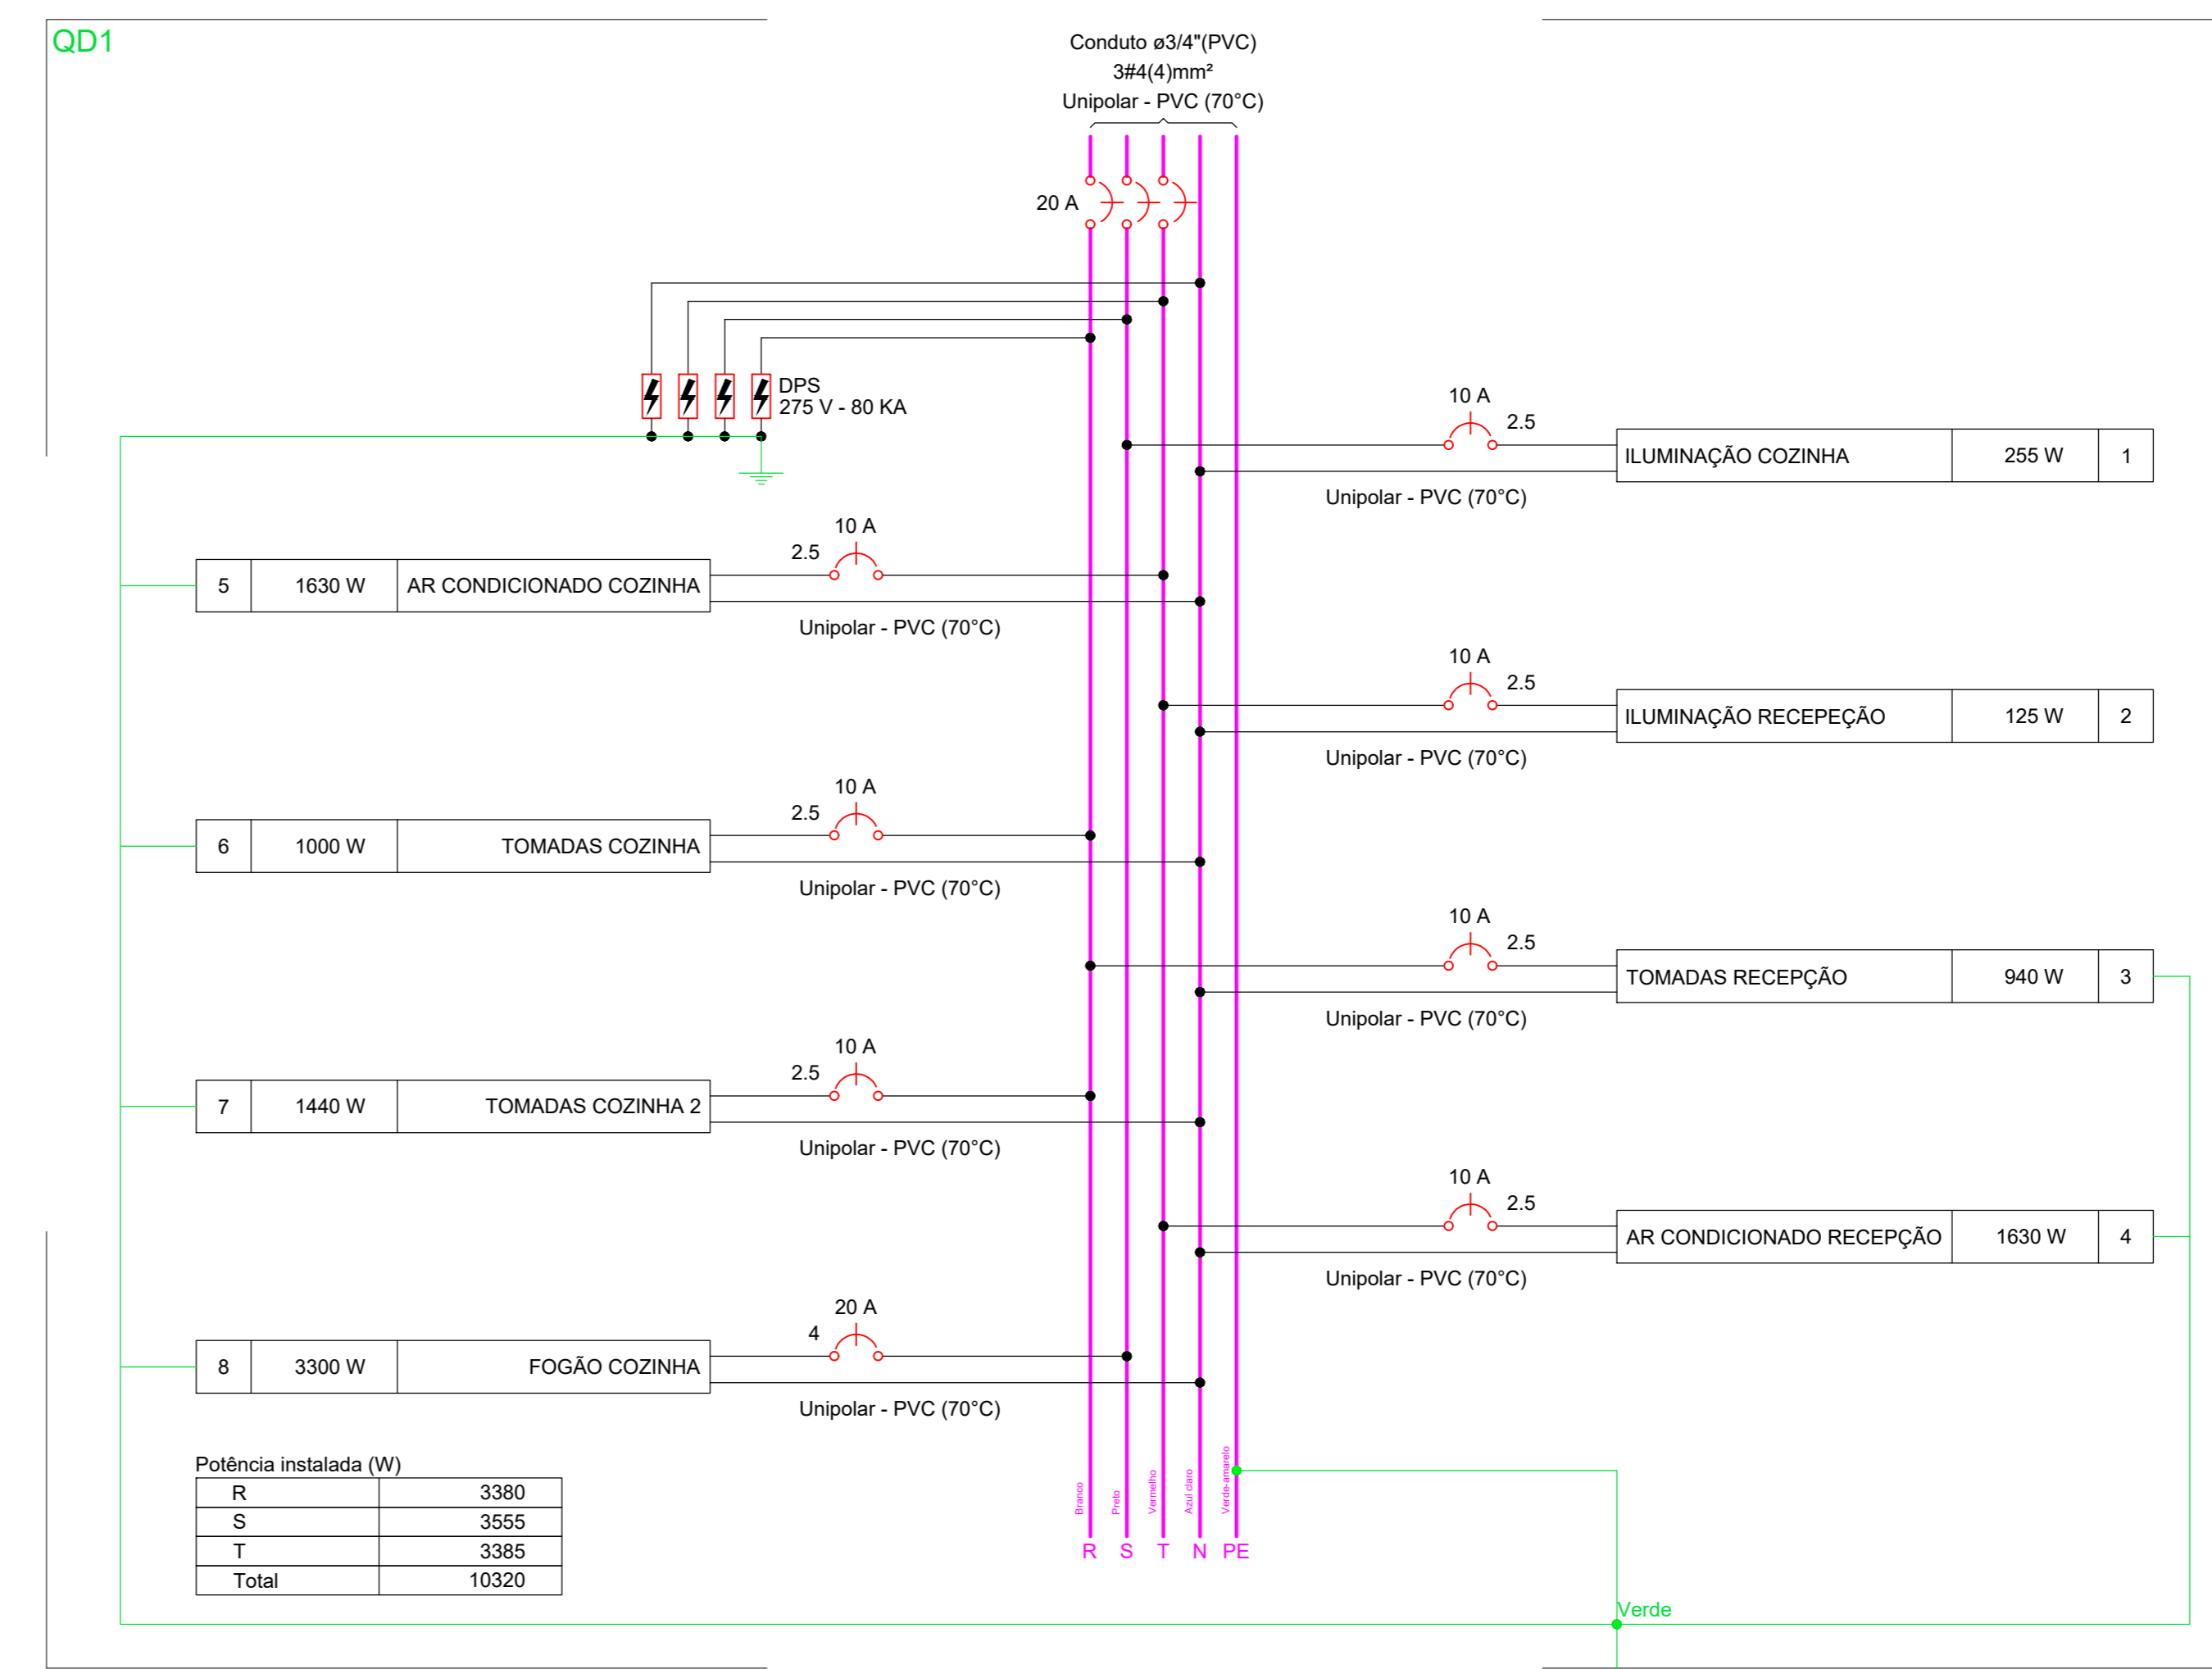 QD1
Conduto ø3/4"(PVC)
3#4(4)mm²
Unipolar - PVC (70°C)
20 A
DPS
275 V - 80 KA
10 A
2.5
ILUMINAÇÃO COZINHA 255 W 1
Unipolar - PVC (70°C)
10 A
2.5
5 1630 W AR CONDICIONADO COZINHA
Unipolar - PVC (70°C)
10 A
2.5
ILUMINAÇÃO RECEPEÇÃO 125 W 2
Unipolar - PVC (70°C)
10 A
2.5
6 1000 W TOMADAS COZINHA
Unipolar - PVC (70°C)
10 A
2.5
TOMADAS RECEPÇÃO 940 W 3
Unipolar - PVC (70°C)
10 A
2.5
7 1440 W TOMADAS COZINHA 2
Unipolar - PVC (70°C)
10 A
2.5
AR CONDICIONADO RECEPÇÃO 1630 W 4
Unipolar - PVC (70°C)
20 A
4
8 3300 W FOGÃO COZINHA
Unipolar - PVC (70°C)
Potência instalada (W)
R 3380
S 3555
T 3385
Total 10320
Branco
Preto
Vermelho
Azul claro
Verde-amarelo
R S T N PE
Verde